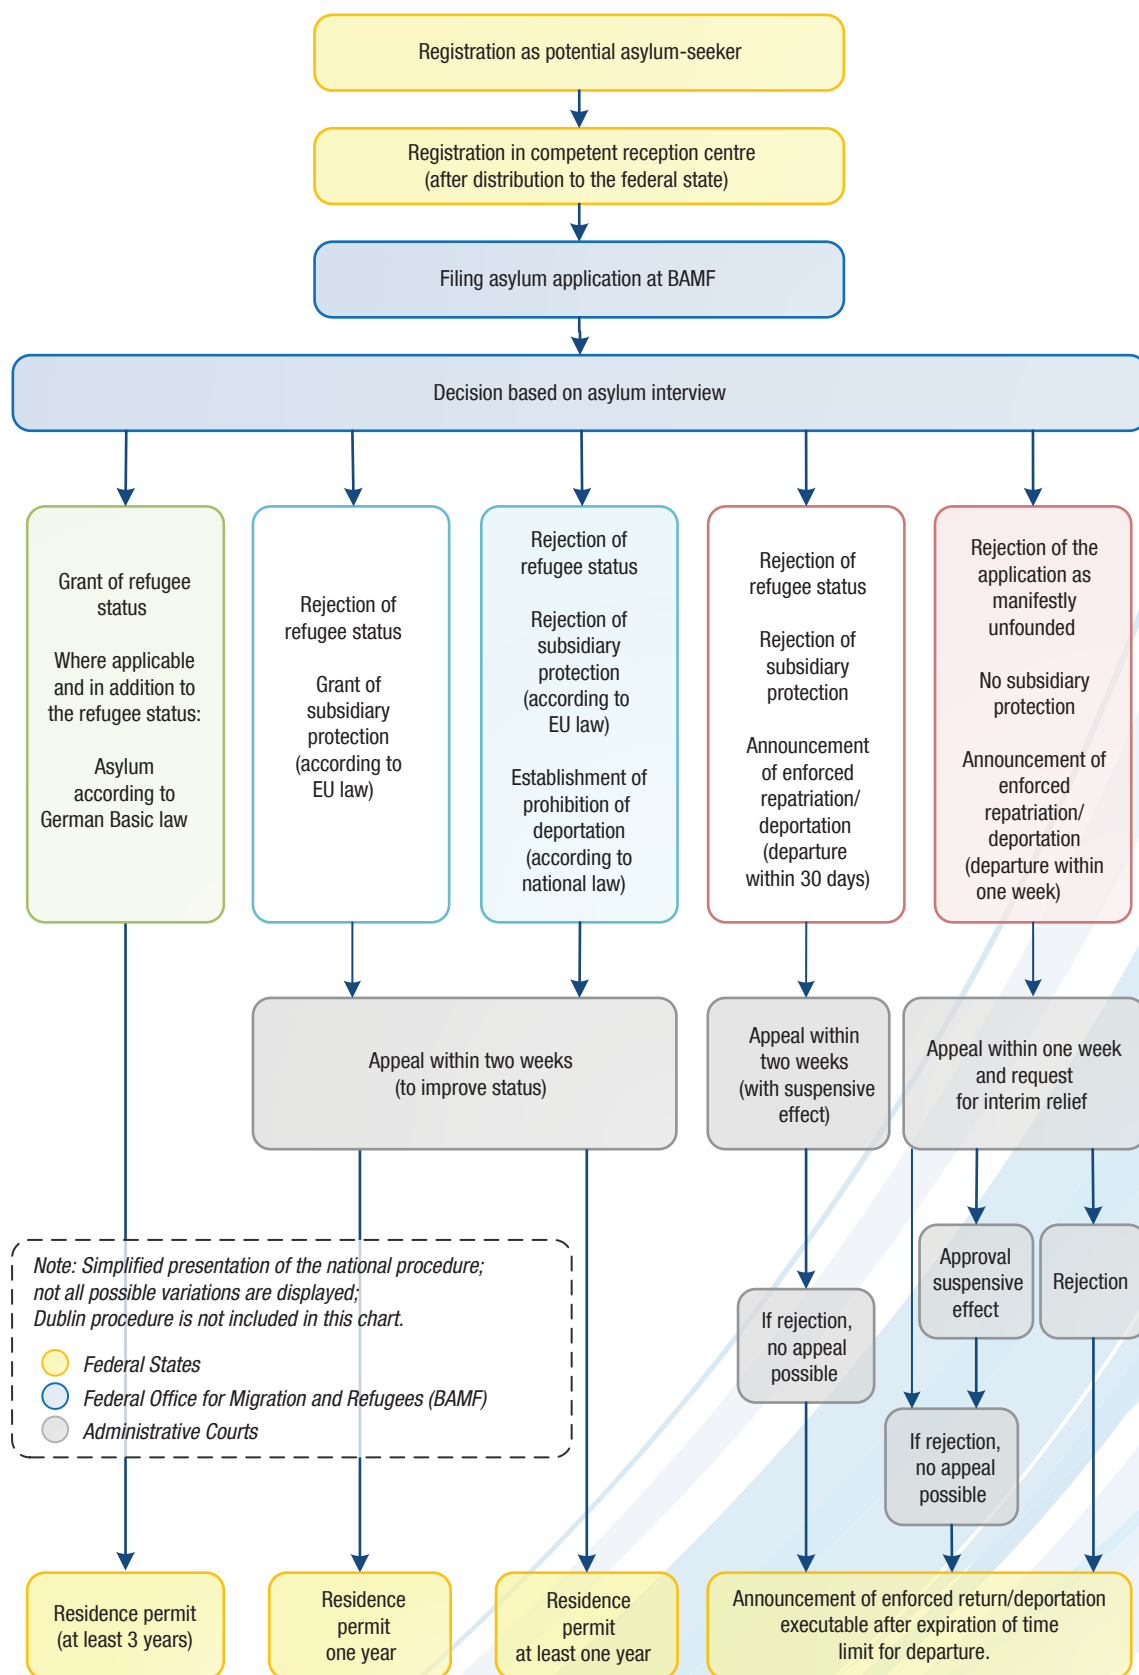 Registration as potential asylum-seeker
Registration in competent reception centre
(after distribution to the federal state)
Filing asylum application at BAMF
Decision based on asylum interview
Grant of refugee
status
Where applicable
and in addition to
the refugee status:
Asylum
according to
German Basic law
Rejection of
refugee status
Grant of
subsidiary
protection
(according to
EU law)
Rejection of
refugee status
Rejection of
subsidiary
protection
(according to
EU law)
Establishment of
prohibition of
deportation
(according to
national law)
Rejection of
refugee status
Rejection of
subsidiary
protection
Announcement
of enforced
repatriation/
deportation
(departure
within 30 days)
Rejection of the
application as
manifestly
unfounded
No subsidiary
protection
Announcement of
enforced
repatriation/
deportation
(departure within
one week)
Appeal within two weeks
(to improve status)
Appeal within
two weeks
(with suspensive
effect)
Appeal within one week
and request
for interim relief
Note: Simplified presentation of the national procedure;
not all possible variations are displayed;
Dublin procedure is not included in this chart.
Federal States
Federal Office for Migration and Refugees (BAMF)
Administrative Courts
If rejection,
no appeal
possible
Approval
suspensive
effect
Rejection
If rejection,
no appeal
possible
Residence permit
(at least 3 years)
Residence
permit
one year
Residence
permit
at least one year
Announcement of enforced return/deportation
executable after expiration of time
limit for departure.